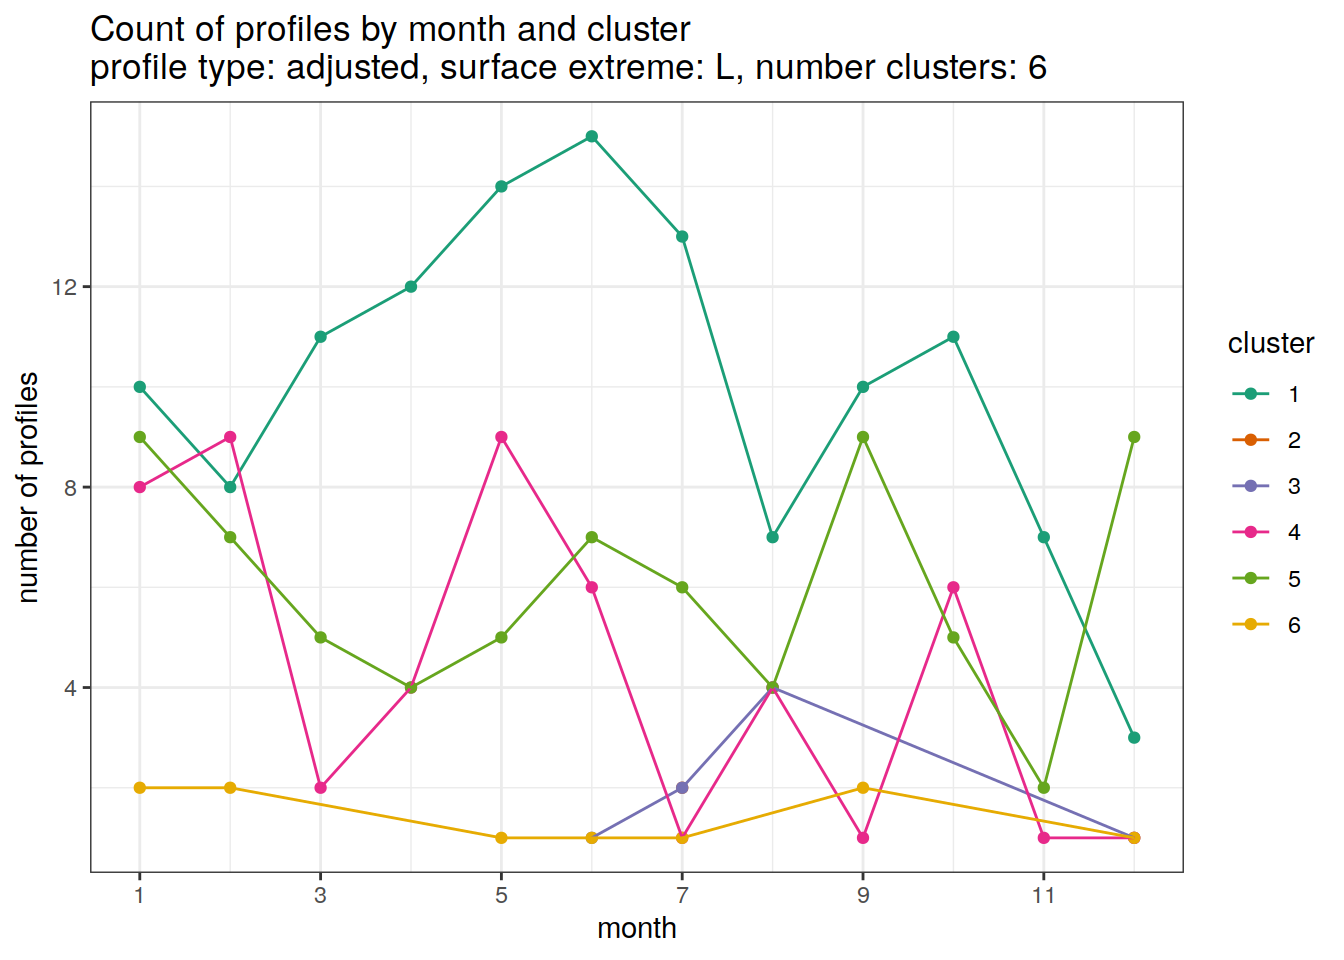 Count of profiles by month and cluster
profile type: adjusted, surface extreme: L, number clusters: 6
12
8
4
number of profiles
1 3 5 7 9 11
month
cluster
1
2
3
4
5
6